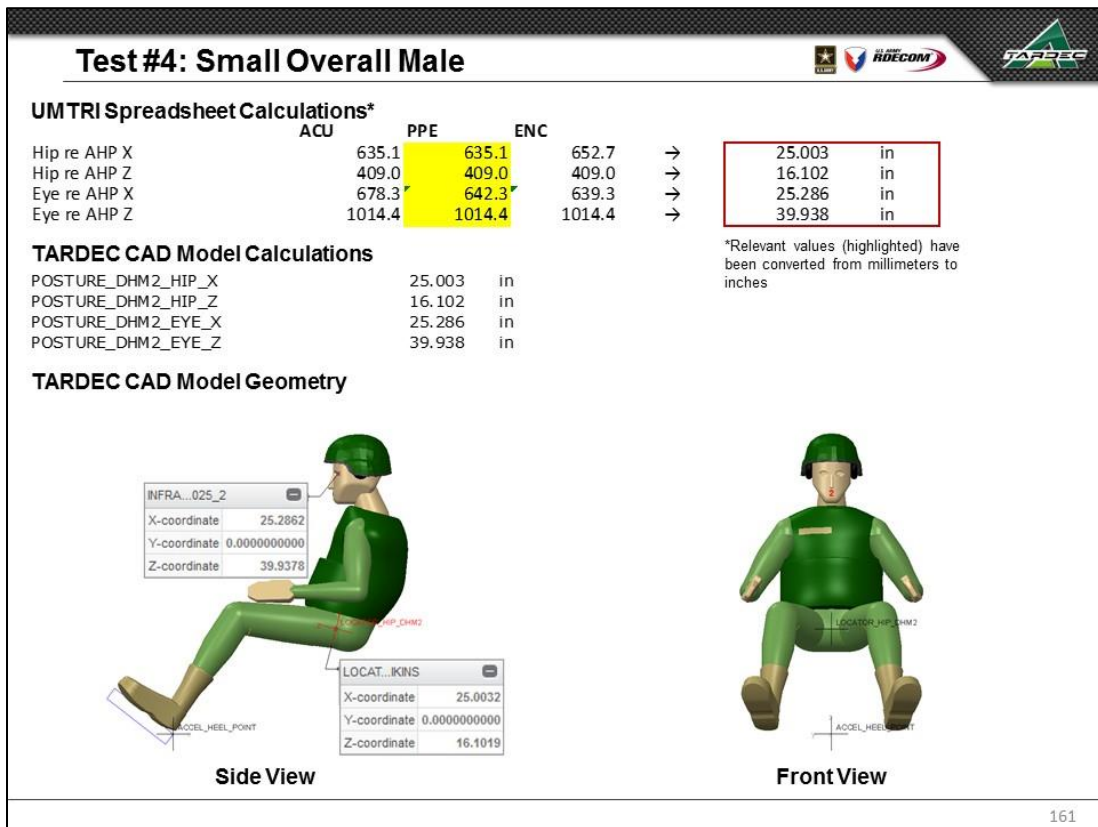 Test #4: Small Overall Male
U.S.ARMY
U.S. ARMY
RDECOM
TARDEC
UMTRI Spreadsheet Calculations*
ACU PPE ENC
Hip re AHP X 635.1 635.1 652.7 → 25.003 in
Hip re AHP Z 409.0 409.0 409.0 → 16.102 in
Eye re AHP X 678.3 642.3 639.3 → 25.286 in
Eye re AHP Z 1014.4 1014.4 1014.4 → 39.938 in
*Relevant values (highlighted) have
been converted from millimeters to
inches
TARDEC CAD Model Calculations
POSTURE_DHM2_HIP_X 25.003 in
POSTURE_DHM2_HIP_Z 16.102 in
POSTURE_DHM2_EYE_X 25.286 in
POSTURE_DHM2_EYE_Z 39.938 in
TARDEC CAD Model Geometry
INFRA...025_2
X-coordinate 25.2862
Y-coordinate 0.0000000000
Z-coordinate 39.9378
LOCATOR_HIP_DHM2
LOCAT...IKINS
X-coordinate 25.0032
Y-coordinate 0.0000000000
Z-coordinate 16.1019
ACCEL_HEEL_POINT
Side View
2
LOCATOR_HIP_DHM2
ACCEL_HEEL_POINT
Front View
161